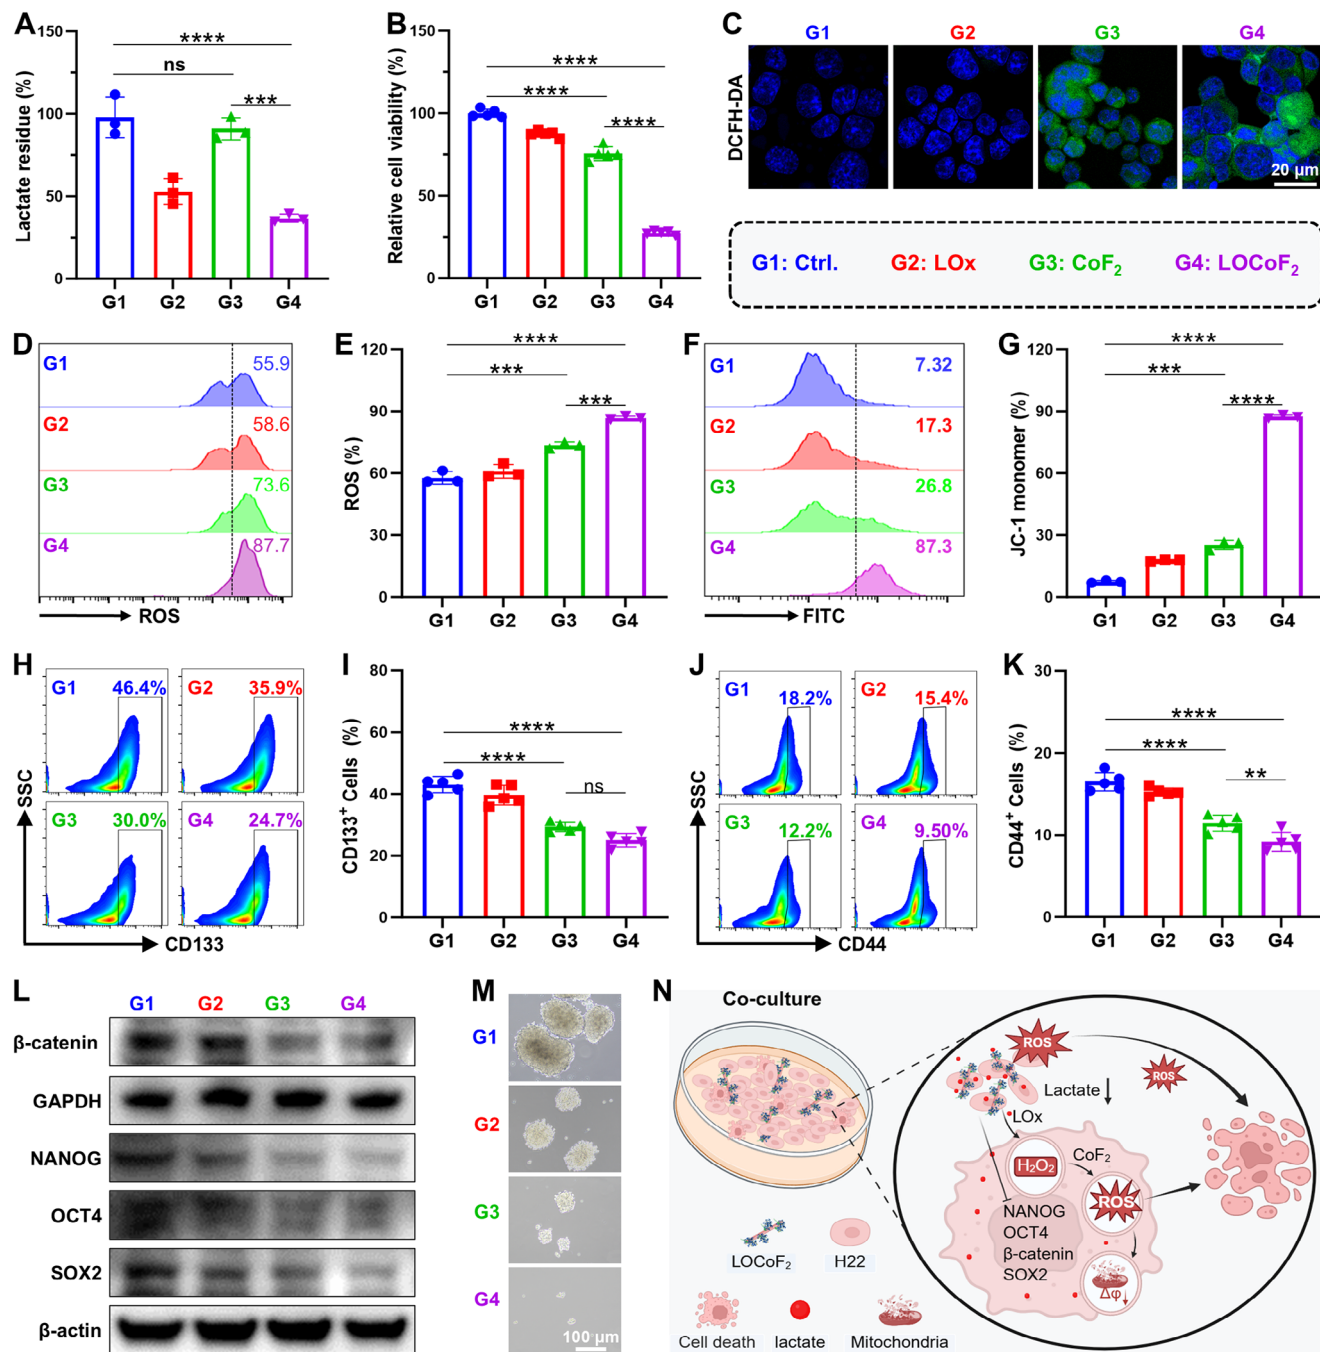 A
Lactate residue (%)
150
100
50
0
****
ns
***
G1 G2 G3 G4
B
Relative cell viability (%)
150
100
50
0
****
****
****
G1 G2 G3 G4
C
G1 G2 G3 G4
DCFH-DA
20 μm
G1: Ctrl. G2: LOx G3: CoF₂ G4: LOCoF₂
D
G1 55.9
G2 58.6
G3 73.6
G4 87.7
ROS
E
ROS (%)
120
90
60
30
0
****
***
***
G1 G2 G3 G4
F
G1 7.32
G2 17.3
G3 26.8
G4 87.3
FITC
G
JC-1 monomer (%)
120
90
60
30
0
****
***
****
G1 G2 G3 G4
H
G1 46.4% G2 35.9%
G3 30.0% G4 24.7%
SSC
CD133
I
CD133⁺ Cells (%)
80
60
40
20
0
****
****
ns
G1 G2 G3 G4
J
G1 18.2% G2 15.4%
G3 12.2% G4 9.50%
SSC
CD44
K
CD44⁺ Cells (%)
30
20
10
0
****
****
**
G1 G2 G3 G4
L
G1 G2 G3 G4
β-catenin
GAPDH
NANOG
OCT4
SOX2
β-actin
M
G1
G2
G3
G4
100 μm
N
Co-culture
ROS
ROS
Lactate
LOx
H₂O₂
CoF₂
ROS
NANOG
OCT4
β-catenin
SOX2
Δφ
LOCoF₂
H22
Cell death
lactate
Mitochondria